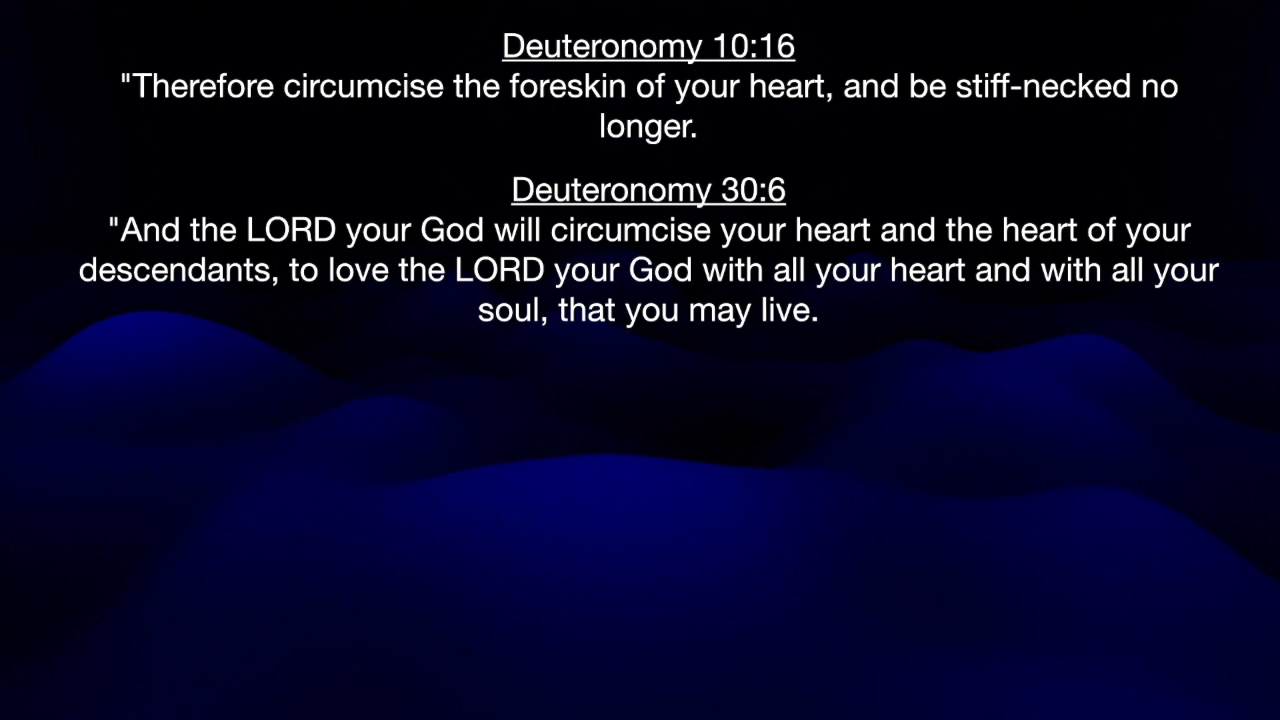 Deuteronomy 10:16
"Therefore circumcise the foreskin of your heart, and be stiff-necked no
longer.
Deuteronomy 30:6
"And the LORD your God will circumcise your heart and the heart of your
descendants, to love the LORD your God with all your heart and with all your
soul, that you may live.